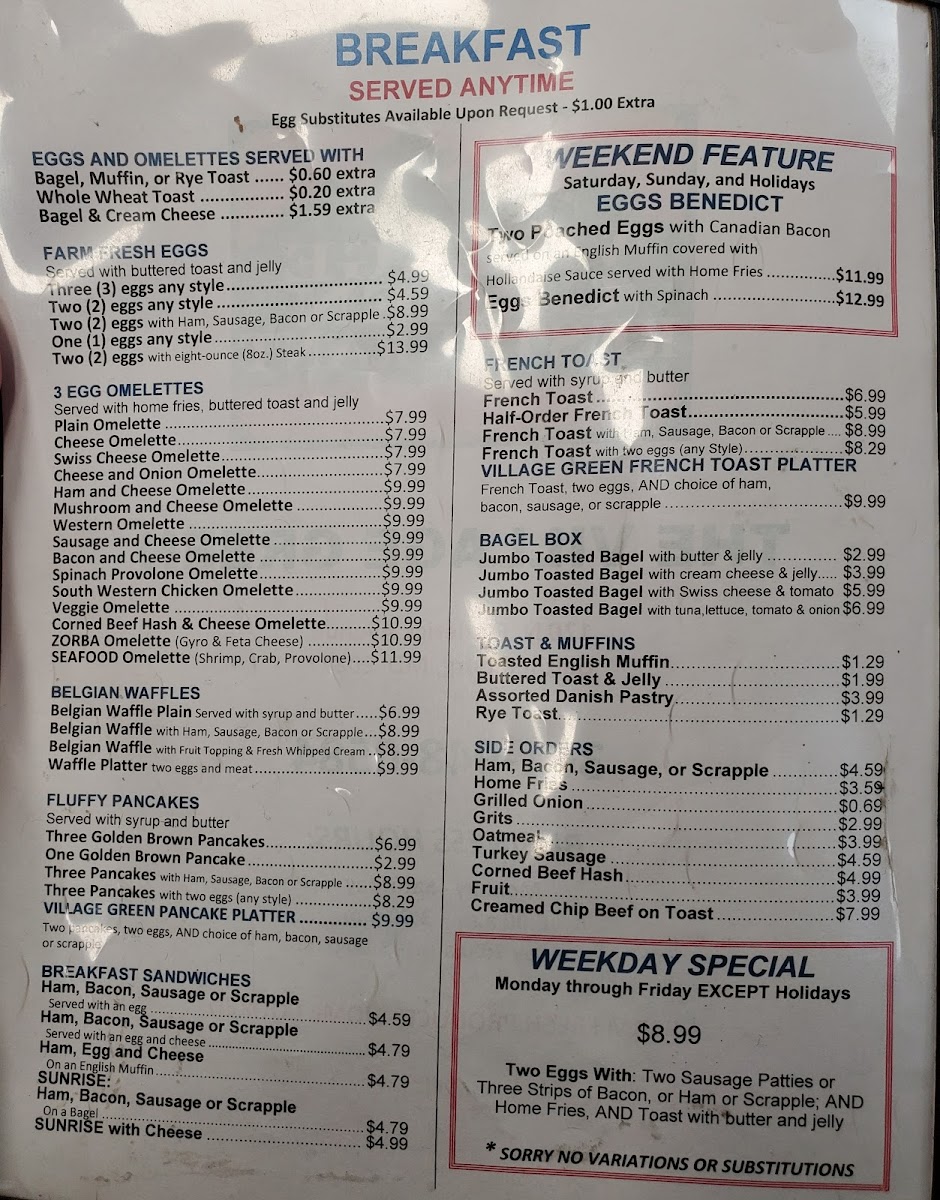 BREAKFAST
SERVED ANYTIME
Egg Substitutes Available Upon Request - $1.00 Extra
EGGS AND OMELETTES SERVED WITH
Bagel, Muffin, or Rye Toast ...... $0.60 extra
Whole Wheat Toast ................. $0.20 extra
Bagel & Cream Cheese ............. $1.59 extra
FARM FRESH EGGS
Served with buttered toast and jelly
Three (3) eggs any style................................ $4.99
Two (2) eggs any style ................................. $4.59
Two (2) eggs with Ham, Sausage, Bacon or Scrapple .$8.99
One (1) eggs any style.................................. $2.99
Two (2) eggs with eight-ounce (8oz.) Steak ..............$13.99
3 EGG OMELETTES
Served with home fries, buttered toast and jelly
Plain Omelette ............................................$7.99
Cheese Omelette.........................................$7.99
Swiss Cheese Omelette................................$7.99
Cheese and Onion Omelette.........................$7.99
Ham and Cheese Omelette...........................$9.99
Mushroom and Cheese Omelette .................$9.99
Western Omelette .......................................$9.99
Sausage and Cheese Omelette .....................$9.99
Bacon and Cheese Omelette ........................$9.99
Spinach Provolone Omelette........................$9.99
South Western Chicken Omelette.................$9.99
Veggie Omelette .........................................$9.99
Corned Beef Hash & Cheese Omelette.........$10.99
ZORBA Omelette (Gyro & Feta Cheese) .............$10.99
SEAFOOD Omelette (Shrimp, Crab, Provolone)....$11.99
BELGIAN WAFFLES
Belgian Waffle Plain Served with syrup and butter.....$6.99
Belgian Waffle with Ham, Sausage, Bacon or Scrapple...$8.99
Belgian Waffle with Fruit Topping & Fresh Whipped Cream ..$8.99
Waffle Platter two eggs and meat.........................$9.99
FLUFFY PANCAKES
Served with syrup and butter
Three Golden Brown Pancakes......................$6.99
One Golden Brown Pancake.........................$2.99
Three Pancakes with Ham, Sausage, Bacon or Scrapple ......$8.99
Three Pancakes with two eggs (any style) ................$8.29
VILLAGE GREEN PANCAKE PLATTER ............ $9.99
Two pancakes, two eggs, AND choice of ham, bacon, sausage
or scrapple
BREAKFAST SANDWICHES
Ham, Bacon, Sausage or Scrapple
Served with an egg ..........................................$4.59
Ham, Bacon, Sausage or Scrapple
Served with an egg and cheese ..............................$4.79
Ham, Egg and Cheese
On an English Muffin..........................................$4.79
SUNRISE:
Ham, Bacon, Sausage or Scrapple
On a Bagel ....................................................$4.79
SUNRISE with Cheese ............................... $4.99
WEEKEND FEATURE
Saturday, Sunday, and Holidays
EGGS BENEDICT
Two Poached Eggs with Canadian Bacon
served on an English Muffin covered with
Hollandaise Sauce served with Home Fries ..............$11.99
Eggs Benedict with Spinach .........................$12.99
FRENCH TOAST
Served with syrup and butter
French Toast...........................................$6.99
Half-Order French Toast.............................$5.99
French Toast with Ham, Sausage, Bacon or Scrapple.... $8.99
French Toast with two eggs (any Style)..................$8.29
VILLAGE GREEN FRENCH TOAST PLATTER
French Toast, two eggs, AND choice of ham,
bacon, sausage, or scrapple ..............................$9.99
BAGEL BOX
Jumbo Toasted Bagel with butter & jelly .............. $2.99
Jumbo Toasted Bagel with cream cheese & jelly..... $3.99
Jumbo Toasted Bagel with Swiss cheese & tomato $5.99
Jumbo Toasted Bagel with tuna,lettuce, tomato & onion $6.99
TOAST & MUFFINS
Toasted English Muffin...............................$1.29
Buttered Toast & Jelly ................................$1.99
Assorted Danish Pastry..............................$3.99
Rye Toast...............................................$1.29
SIDE ORDERS
Ham, Bacon, Sausage, or Scrapple ............$4.59
Home Fries ............................................$3.59
Grilled Onion ..........................................$0.69
Grits .....................................................$2.99
Oatmeal.................................................$3.99
Turkey Sausage ......................................$4.59
Corned Beef Hash...................................$4.99
Fruit.......................................................$3.99
Creamed Chip Beef on Toast.....................$7.99
WEEKDAY SPECIAL
Monday through Friday EXCEPT Holidays
$8.99
Two Eggs With: Two Sausage Patties or
Three Strips of Bacon, or Ham or Scrapple; AND
Home Fries, AND Toast with butter and jelly
* SORRY NO VARIATIONS OR SUBSTITUTIONS